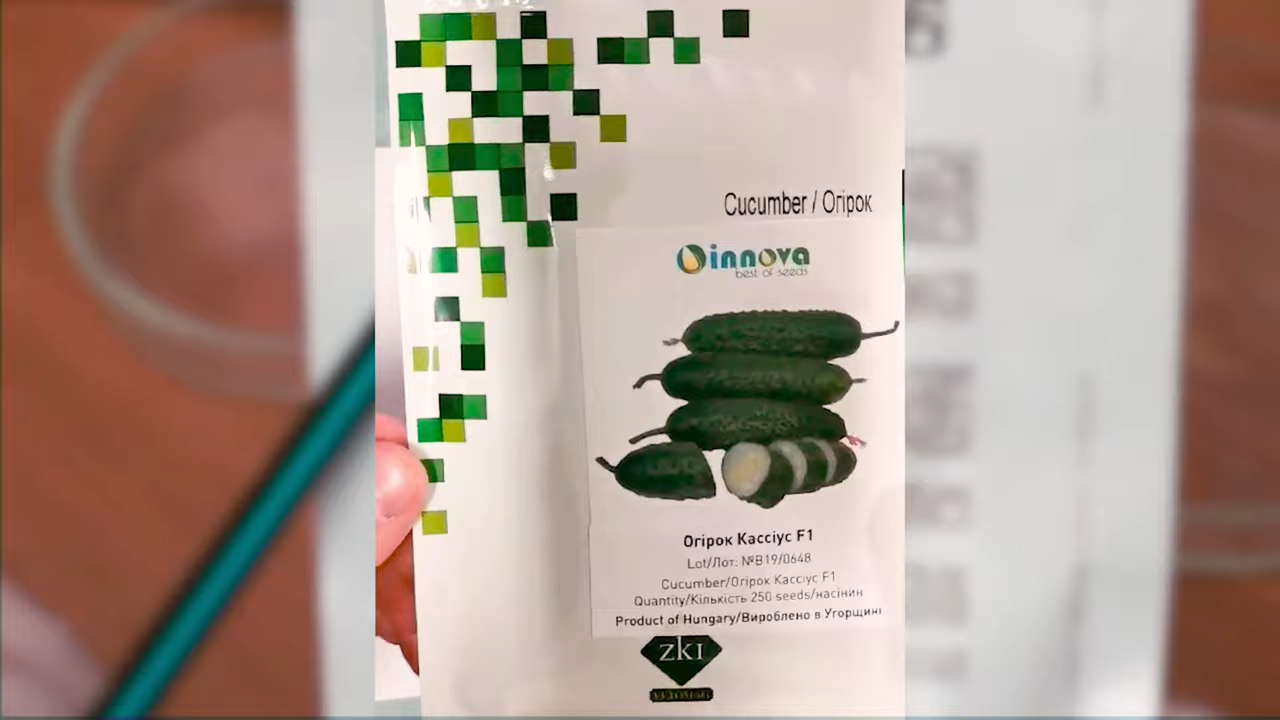 Cucumber / Огірок
innova
best of seeds
Огірок Кассіус F1
Lot/Лот: №B19/0648
Cucumber/Огірок Кассіус F1
Quantity/Кількість 250 seeds/насінин
Product of Hungary/Вироблено в Угорщині
ZKI